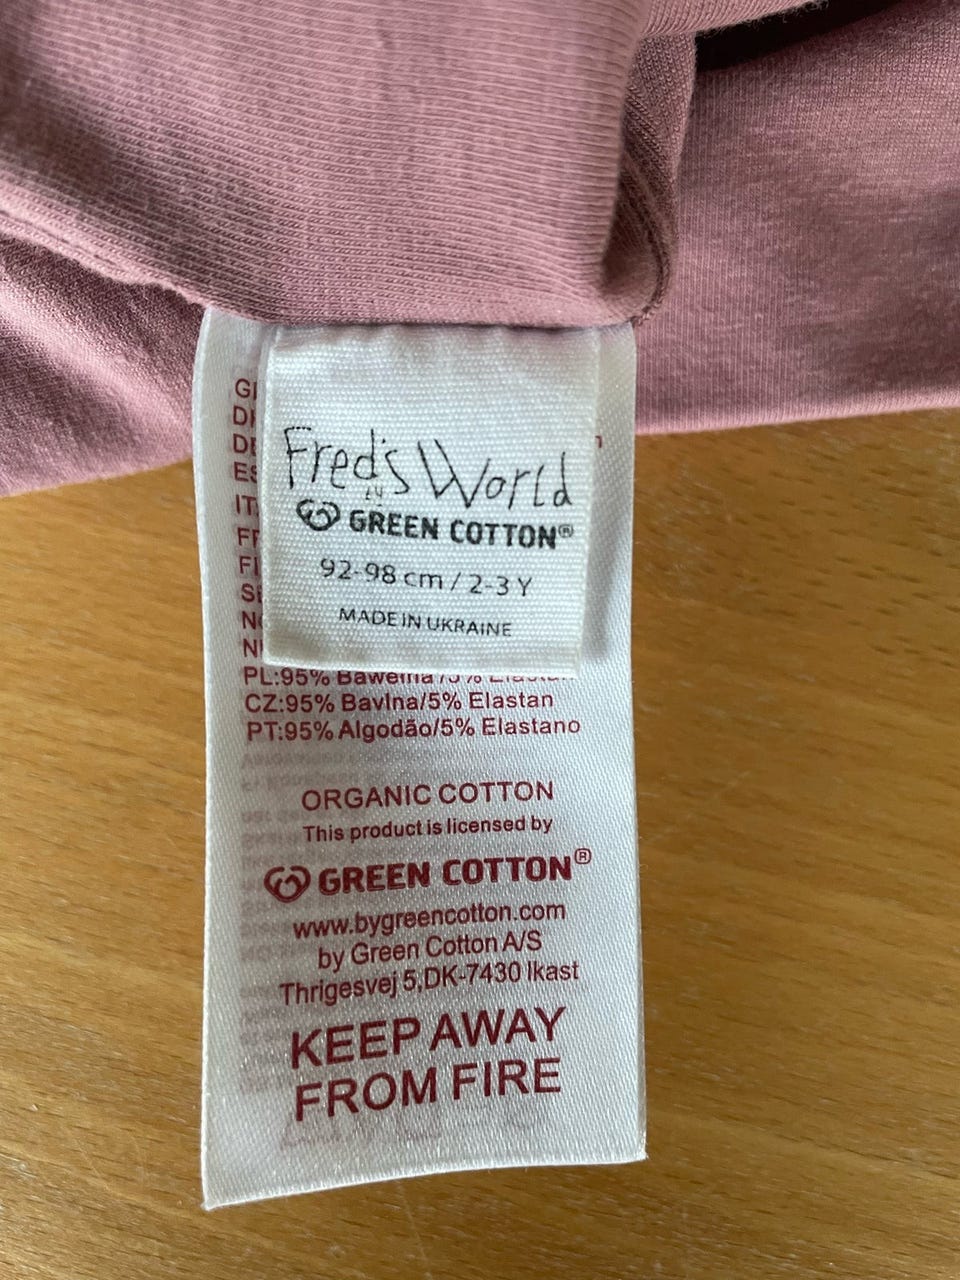 Fred's World
by
GREEN COTTON®
92-98 cm / 2-3 Y
MADE IN UKRAINE
PL:95% Bawełna/5% Elastan
CZ:95% Bavlna/5% Elastan
PT:95% Algodão/5% Elastano
ORGANIC COTTON
This product is licensed by
GREEN COTTON®
www.bygreencotton.com
by Green Cotton A/S
Thrigesvej 5,DK-7430 Ikast
KEEP AWAY
FROM FIRE